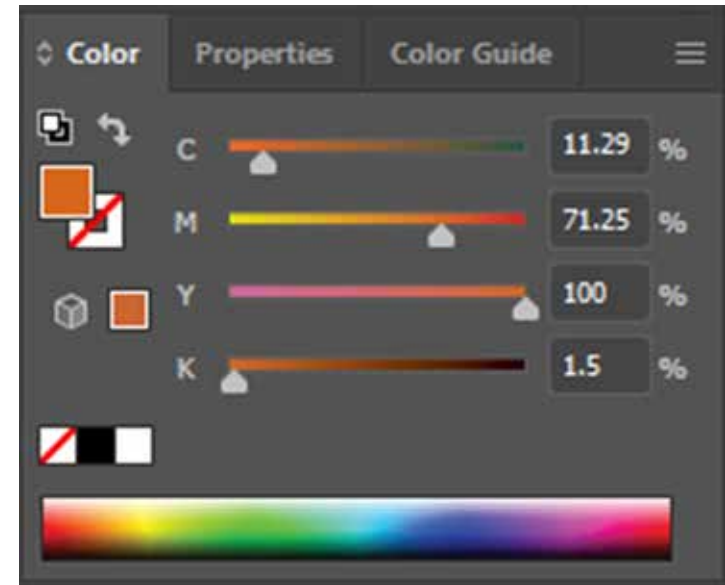 Color Properties Color Guide
C 11.29 %
M 71.25 %
Y 100 %
K 1.5 %